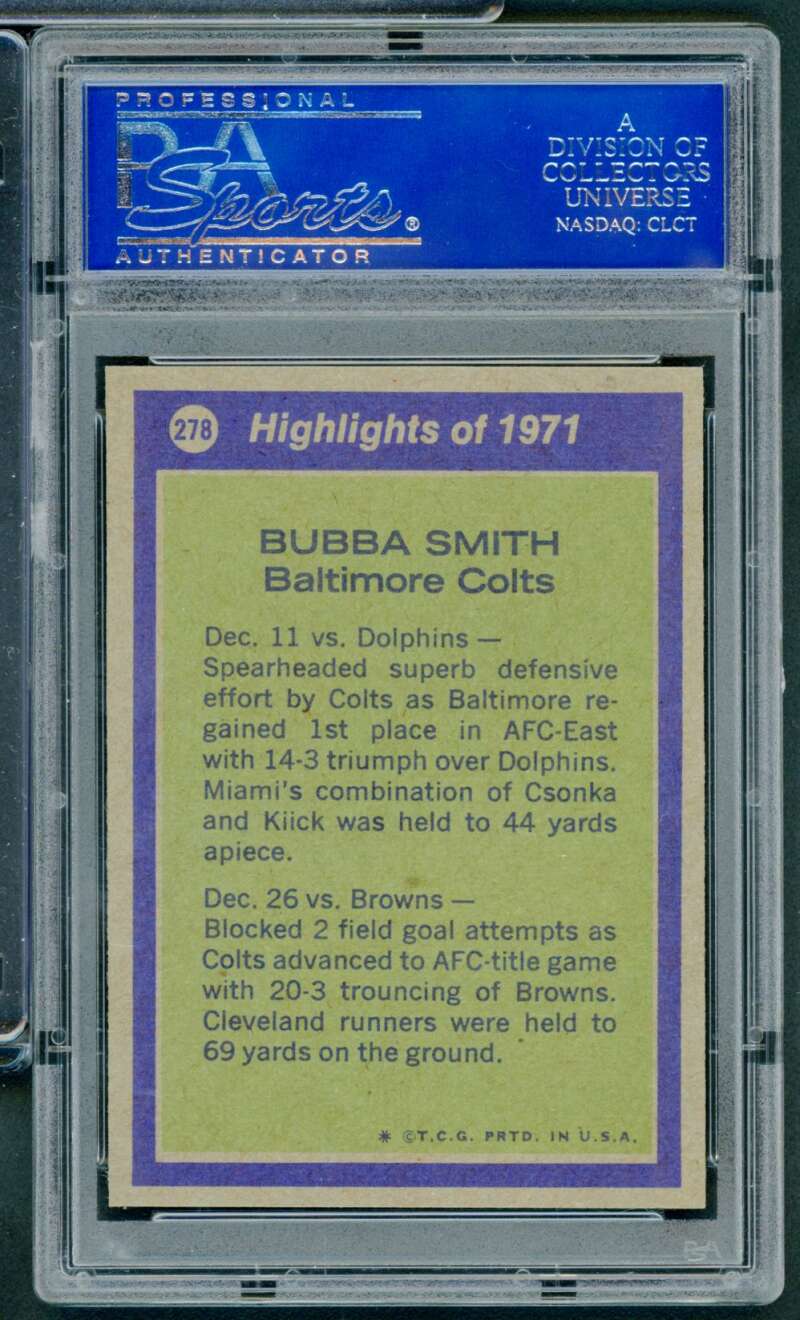 PROFESSIONAL
PSA
Sports®
AUTHENTICATOR
A
DIVISION OF
COLLECTORS
UNIVERSE
NASDAQ: CLCT
278 Highlights of 1971
BUBBA SMITH
Baltimore Colts
Dec. 11 vs. Dolphins —
Spearheaded superb defensive
effort by Colts as Baltimore re-
gained 1st place in AFC-East
with 14-3 triumph over Dolphins.
Miami's combination of Csonka
and Kiick was held to 44 yards
apiece.
Dec. 26 vs. Browns —
Blocked 2 field goal attempts as
Colts advanced to AFC-title game
with 20-3 trouncing of Browns.
Cleveland runners were held to
69 yards on the ground.
* ©T.C.G. PRTD. IN U.S.A.
PSA